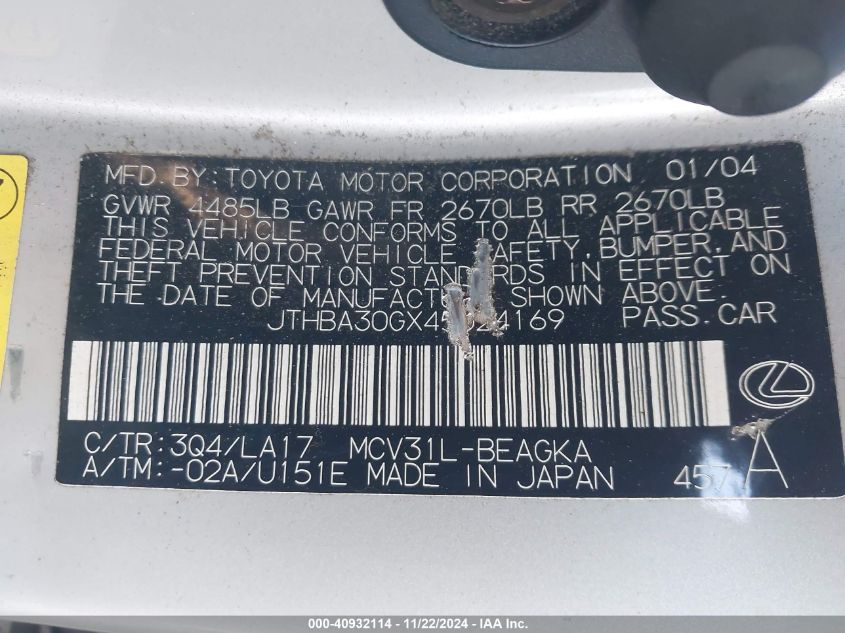 MFD BY: TOYOTA MOTOR CORPORATION 01/04
GVWR 4485LB GAWR FR 2670LB RR 2670LB
THIS VEHICLE CONFORMS TO ALL APPLICABLE
FEDERAL MOTOR VEHICLE SAFETY, BUMPER, AND
THEFT PREVENTION STANDARDS IN EFFECT ON
THE DATE OF MANUFACTURE SHOWN ABOVE.
JTHBA30GX45024169 PASS.CAR
C/TR:3Q4/LA17 MCV31L-BEAGKA
A/TM:-02A/U151E MADE IN JAPAN 457 A
000-40932114 - 11/22/2024 - IAA Inc.